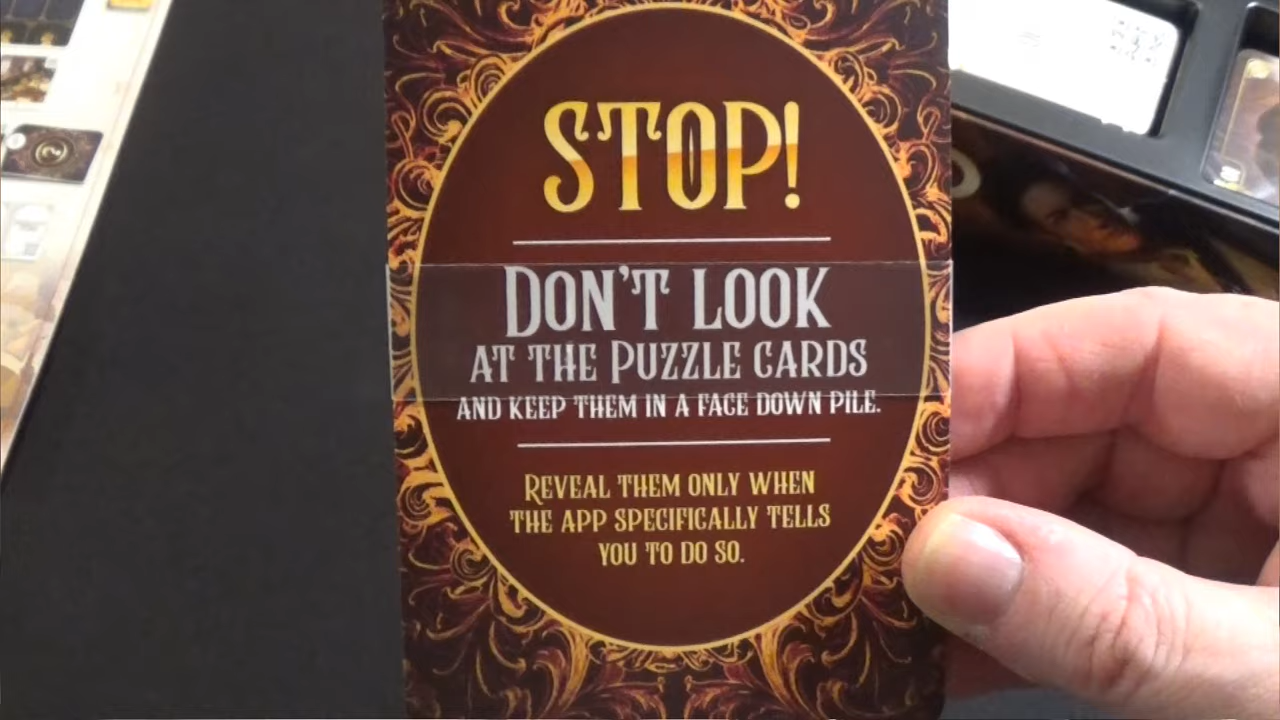 STOP!
DON'T LOOK
AT THE PUZZLE CARDS
AND KEEP THEM IN A FACE DOWN PILE.
REVEAL THEM ONLY WHEN
THE APP SPECIFICALLY TELLS
YOU TO DO SO.